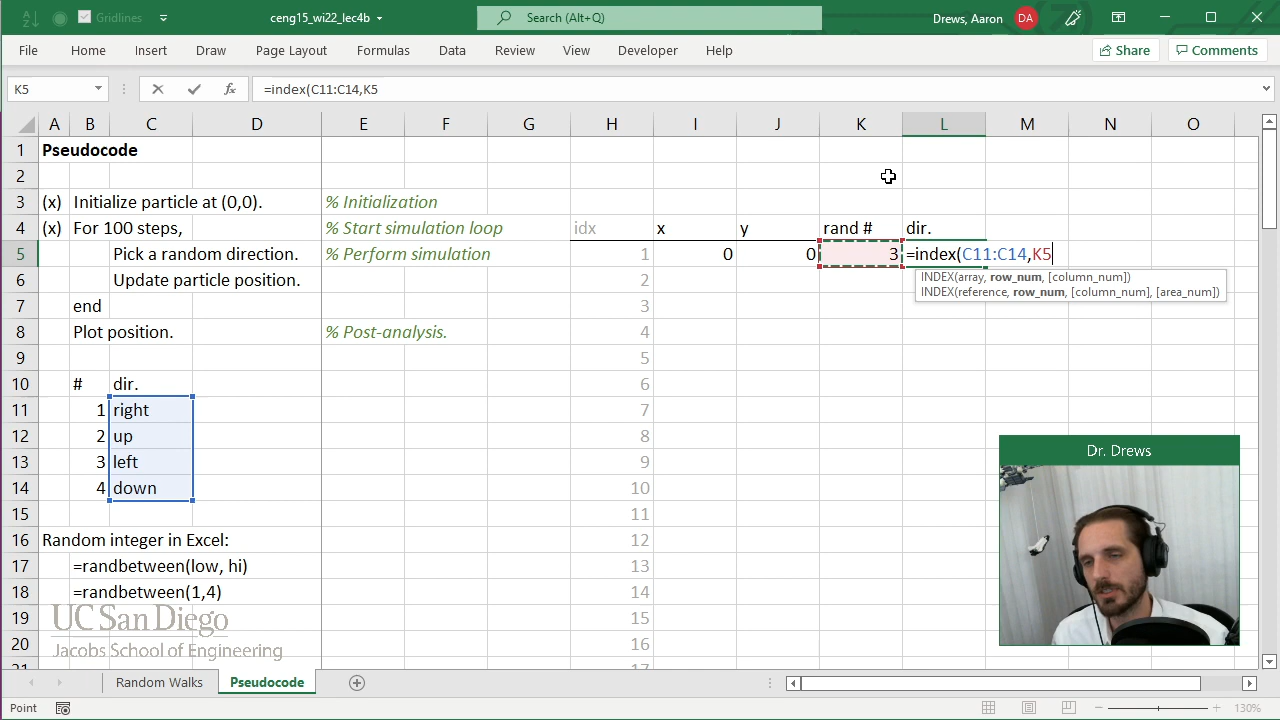 Gridlines
ceng15_wi22_lec4b
Search (Alt+Q)
Drews, Aaron
DA
File Home Insert Draw Page Layout Formulas Data Review View Developer Help
Share
Comments
K5
fx
=index(C11:C14,K5
A B C D E F G H I J K L M N O
1 Pseudocode
2
3 (x) Initialize particle at (0,0). % Initialization
4 (x) For 100 steps, % Start simulation loop idx x y rand # dir.
5 Pick a random direction. % Perform simulation 1 0 0 3 =index(C11:C14,K5
INDEX(array, row_num, [column_num])
INDEX(reference, row_num, [column_num], [area_num])
6 Update particle position. 2
7 end 3
8 Plot position. % Post-analysis. 4
9 5
10 # dir. 6
11 1 right 7
12 2 up 8
13 3 left 9
14 4 down 10
15 11
16 Random integer in Excel: 12
17 =randbetween(low, hi) 13
18 =randbetween(1,4) 14
19 15
20 16
21 17
UC San Diego
Jacobs School of Engineering
Dr. Drews
Random Walks
Pseudocode
Point
130%